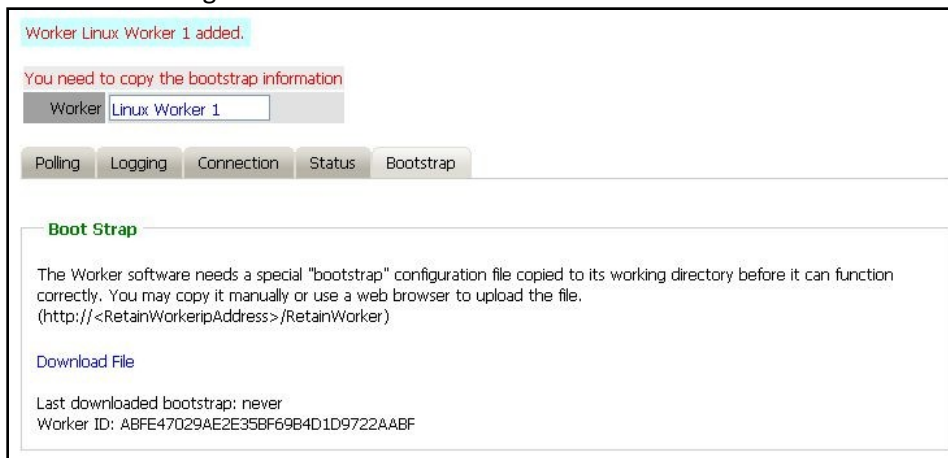 Worker Linux Worker 1 added.
You need to copy the bootstrap information
Worker Linux Worker 1
Polling Logging Connection Status Bootstrap
Boot Strap
The Worker software needs a special "bootstrap" configuration file copied to its working directory before it can function
correctly. You may copy it manually or use a web browser to upload the file.
(http://<RetainWorkeripAddress>/RetainWorker)
Download File
Last downloaded bootstrap: never
Worker ID: ABFE47029AE2E35BF69B4D1D9722AABF